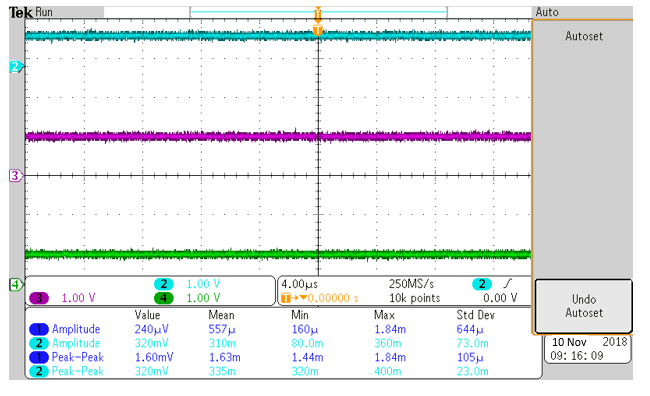 Tek Run Auto
T
T
Autoset
2
3
4
2 1.00 V
3 1.00 V 4 1.00 V
4.00µs 250MS/s 2
T→▼0.00000 s 10k points 0.00 V
Undo
Autoset
Value Mean Min Max Std Dev
1 Amplitude 240µV 557µ 160µ 1.84m 644µ
2 Amplitude 320mV 310m 80.0m 360m 73.0m
1 Peak-Peak 1.60mV 1.63m 1.44m 1.84m 105µ
2 Peak-Peak 320mV 335m 320m 400m 23.0m
10 Nov 2018
09:16:09